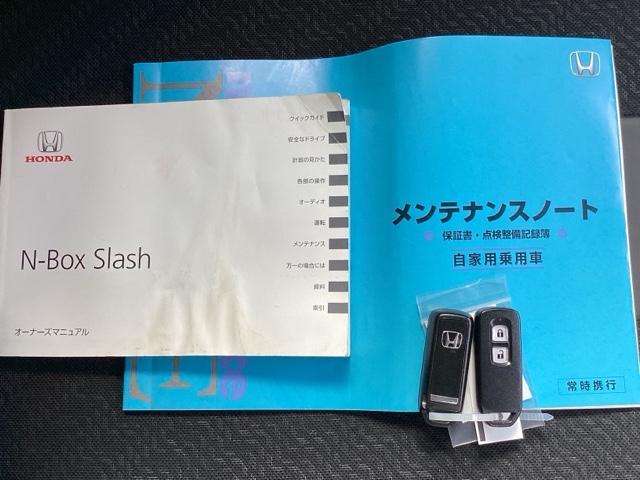 HONDA
N-Box Slash
オーナーズマニュアル
クイックガイド
安全なドライブ
計器の見かた
各部の操作
オーディオ
運転
メンテナンス
万一の場合には
資料
索引
メンテナンスノート
保証書・点検整備記録簿
自家用乗用車
常時携行